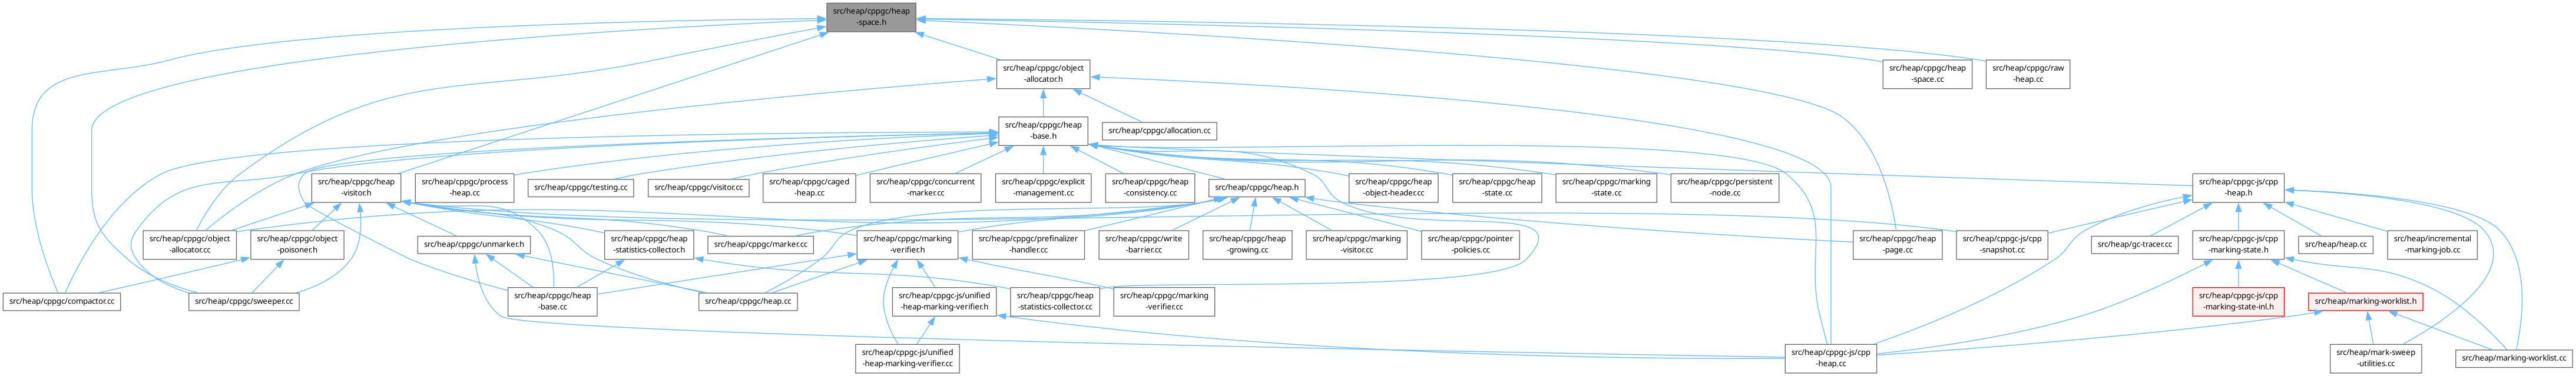 src/heap/cppgc/heap
-space.h
src/heap/cppgc/object
-allocator.h
src/heap/cppgc/heap
-space.cc
src/heap/cppgc/raw
-heap.cc
src/heap/cppgc/heap
-base.h
src/heap/cppgc/allocation.cc
src/heap/cppgc/heap
-visitor.h
src/heap/cppgc/process
-heap.cc
src/heap/cppgc/testing.cc
src/heap/cppgc/visitor.cc
src/heap/cppgc/caged
-heap.cc
src/heap/cppgc/concurrent
-marker.cc
src/heap/cppgc/explicit
-management.cc
src/heap/cppgc/heap
-consistency.cc
src/heap/cppgc/heap.h
src/heap/cppgc/heap
-object-header.cc
src/heap/cppgc/heap
-state.cc
src/heap/cppgc/marking
-state.cc
src/heap/cppgc/persistent
-node.cc
src/heap/cppgc-js/cpp
-heap.h
src/heap/cppgc/object
-allocator.cc
src/heap/cppgc/object
-poisoner.h
src/heap/cppgc/unmarker.h
src/heap/cppgc/heap
-statistics-collector.h
src/heap/cppgc/marker.cc
src/heap/cppgc/marking
-verifier.h
src/heap/cppgc/prefinalizer
-handler.cc
src/heap/cppgc/write
-barrier.cc
src/heap/cppgc/heap
-growing.cc
src/heap/cppgc/marking
-visitor.cc
src/heap/cppgc/pointer
-policies.cc
src/heap/cppgc/heap
-page.cc
src/heap/cppgc-js/cpp
-snapshot.cc
src/heap/gc-tracer.cc
src/heap/cppgc-js/cpp
-marking-state.h
src/heap/heap.cc
src/heap/incremental
-marking-job.cc
src/heap/cppgc/compactor.cc
src/heap/cppgc/sweeper.cc
src/heap/cppgc/heap
-base.cc
src/heap/cppgc/heap.cc
src/heap/cppgc-js/unified
-heap-marking-verifier.h
src/heap/cppgc/heap
-statistics-collector.cc
src/heap/cppgc/marking
-verifier.cc
src/heap/cppgc-js/cpp
-marking-state-inl.h
src/heap/marking-worklist.h
src/heap/cppgc-js/unified
-heap-marking-verifier.cc
src/heap/cppgc-js/cpp
-heap.cc
src/heap/mark-sweep
-utilities.cc
src/heap/marking-worklist.cc